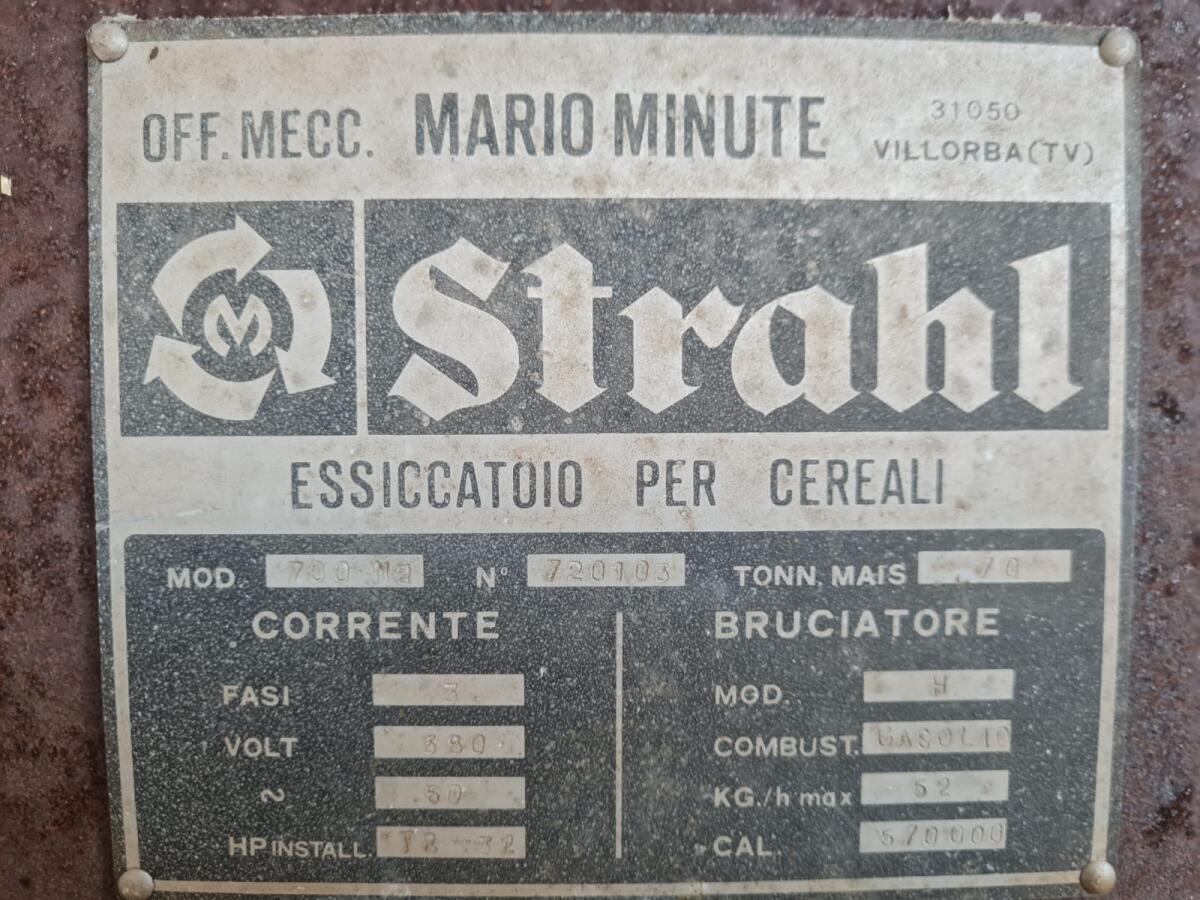 OFF. MECC. MARIO MINUTE 31050
VILLORBA (TV)
M
Strahl
ESSICCATOIO PER CEREALI
MOD. 700 Nº 720103 TONN. MAIS 70
CORRENTE
FASI 3
VOLT 380
~ 50
HP INSTALL.
BRUCIATORE
MOD. H
COMBUST. GASOLIO
KG./h max 52
CAL. 570000